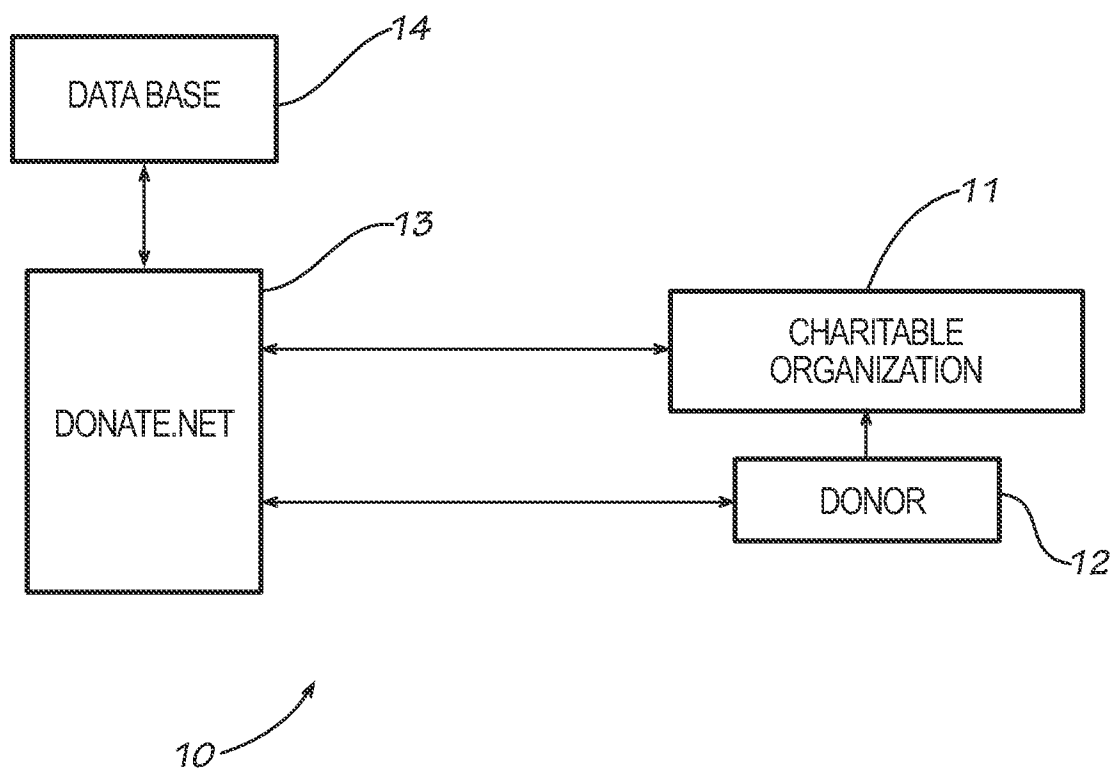 14
DATA BASE
11
13
CHARITABLE
ORGANIZATION
DONATE.NET
DONOR
12
10